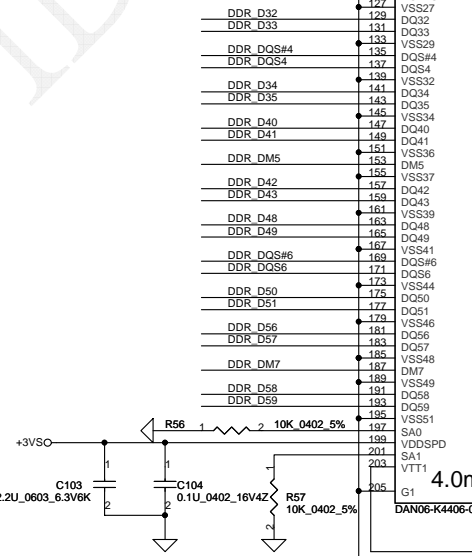 127 VSS27
DDR_D32 129 DQ32
DDR_D33 131 DQ33
133 VSS29
DDR_DQS#4 135 DQS#4
DDR_DQS4 137 DQS4
139 VSS32
DDR_D34 141 DQ34
DDR_D35 143 DQ35
145 VSS34
DDR_D40 147 DQ40
DDR_D41 149 DQ41
151 VSS36
DDR_DM5 153 DM5
155 VSS37
DDR_D42 157 DQ42
DDR_D43 159 DQ43
161 VSS39
DDR_D48 163 DQ48
DDR_D49 165 DQ49
167 VSS41
DDR_DQS#6 169 DQS#6
DDR_DQS6 171 DQS6
173 VSS44
DDR_D50 175 DQ50
DDR_D51 177 DQ51
179 VSS46
DDR_D56 181 DQ56
DDR_D57 183 DQ57
185 VSS48
DDR_DM7 187 DM7
189 VSS49
DDR_D58 191 DQ58
DDR_D59 193 DQ59
195 VSS51
R56 1 2 10K_0402_5% 197 SA0
+3VS 199 VDDSPD
201 SA1
203 VTT1
1 1 1
C103 C104 4.0m
2.2U_0603_6.3V6K 0.1U_0402_16V4Z R57 205 G1
2 2 10K_0402_5% DAN06-K4406-0
2